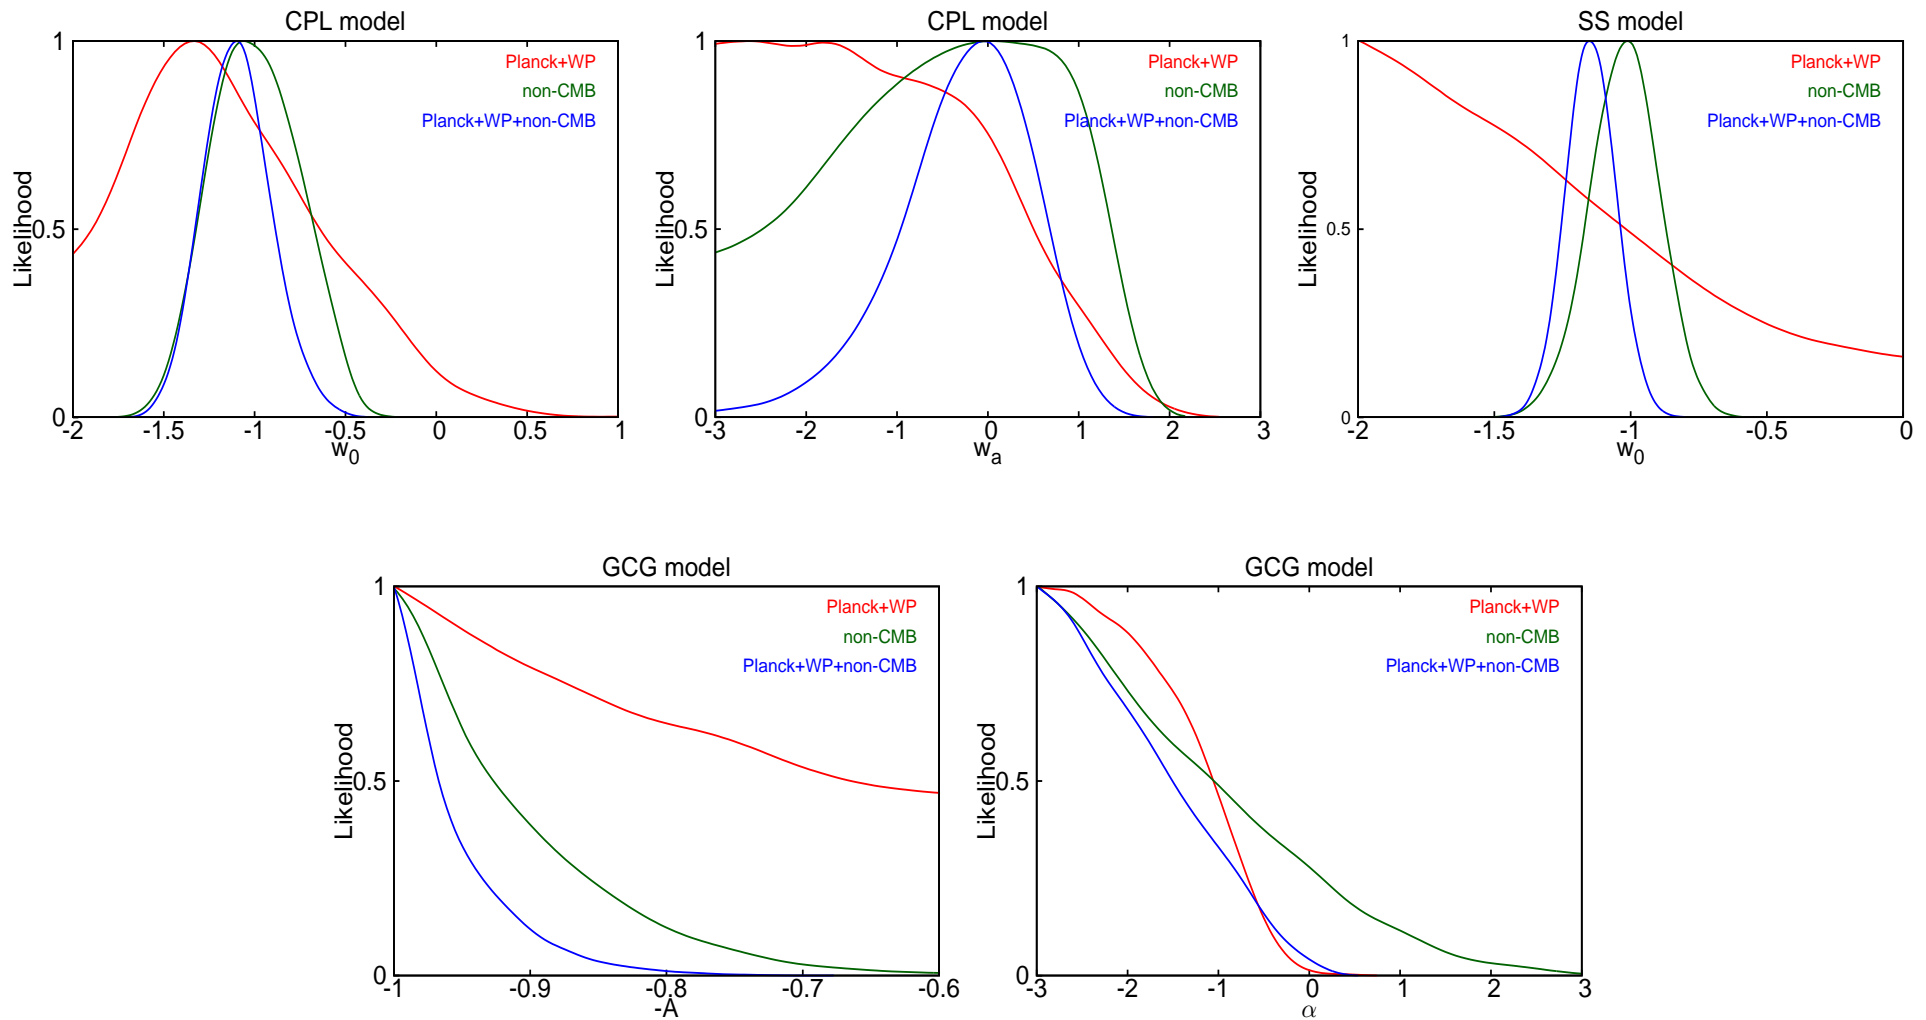 CPL model
1
0.5
0
Likelihood
Planck+WP
non-CMB
Planck+WP+non-CMB
-2 -1.5 -1 -0.5 0 0.5 1
w0
CPL model
1
0.5
0
Likelihood
Planck+WP
non-CMB
Planck+WP+non-CMB
-3 -2 -1 0 1 2 3
wa
SS model
1
0.5
0
Likelihood
Planck+WP
non-CMB
Planck+WP+non-CMB
-2 -1.5 -1 -0.5 0
w0
GCG model
1
0.5
0
Likelihood
Planck+WP
non-CMB
Planck+WP+non-CMB
-1 -0.9 -0.8 -0.7 -0.6
-A
GCG model
1
0.5
0
Likelihood
Planck+WP
non-CMB
Planck+WP+non-CMB
-3 -2 -1 0 1 2 3
α